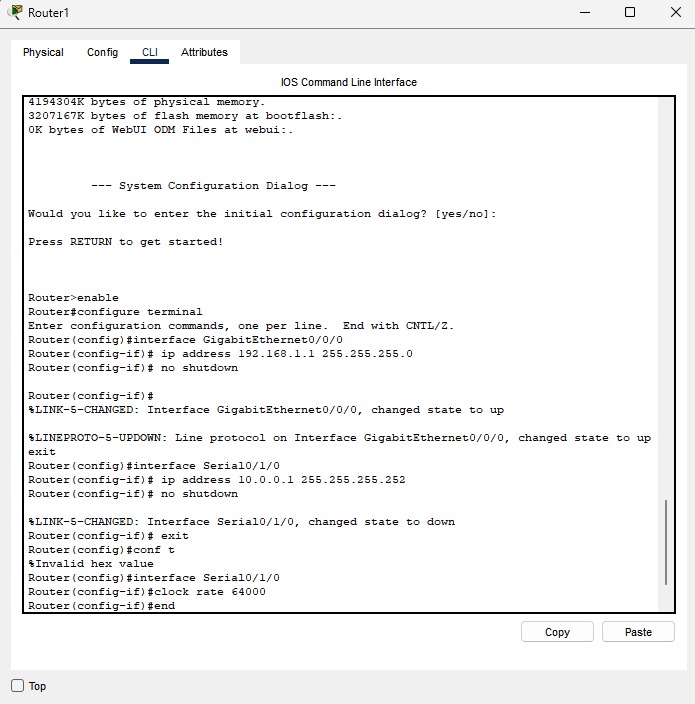 Router1
Physical Config CLI Attributes
IOS Command Line Interface
4194304K bytes of physical memory.
3207167K bytes of flash memory at bootflash:.
0K bytes of WebUI ODM Files at webui:.
--- System Configuration Dialog ---
Would you like to enter the initial configuration dialog? [yes/no]:
Press RETURN to get started!
Router>enable
Router#configure terminal
Enter configuration commands, one per line.  End with CNTL/Z.
Router(config)#interface GigabitEthernet0/0/0
Router(config-if)# ip address 192.168.1.1 255.255.255.0
Router(config-if)# no shutdown
Router(config-if)#
%LINK-5-CHANGED: Interface GigabitEthernet0/0/0, changed state to up
%LINEPROTO-5-UPDOWN: Line protocol on Interface GigabitEthernet0/0/0, changed state to up
exit
Router(config)#interface Serial0/1/0
Router(config-if)# ip address 10.0.0.1 255.255.255.252
Router(config-if)# no shutdown
%LINK-5-CHANGED: Interface Serial0/1/0, changed state to down
Router(config-if)# exit
Router(config)#conf t
%Invalid hex value
Router(config)#interface Serial0/1/0
Router(config-if)#clock rate 64000
Router(config-if)#end
Copy Paste
Top